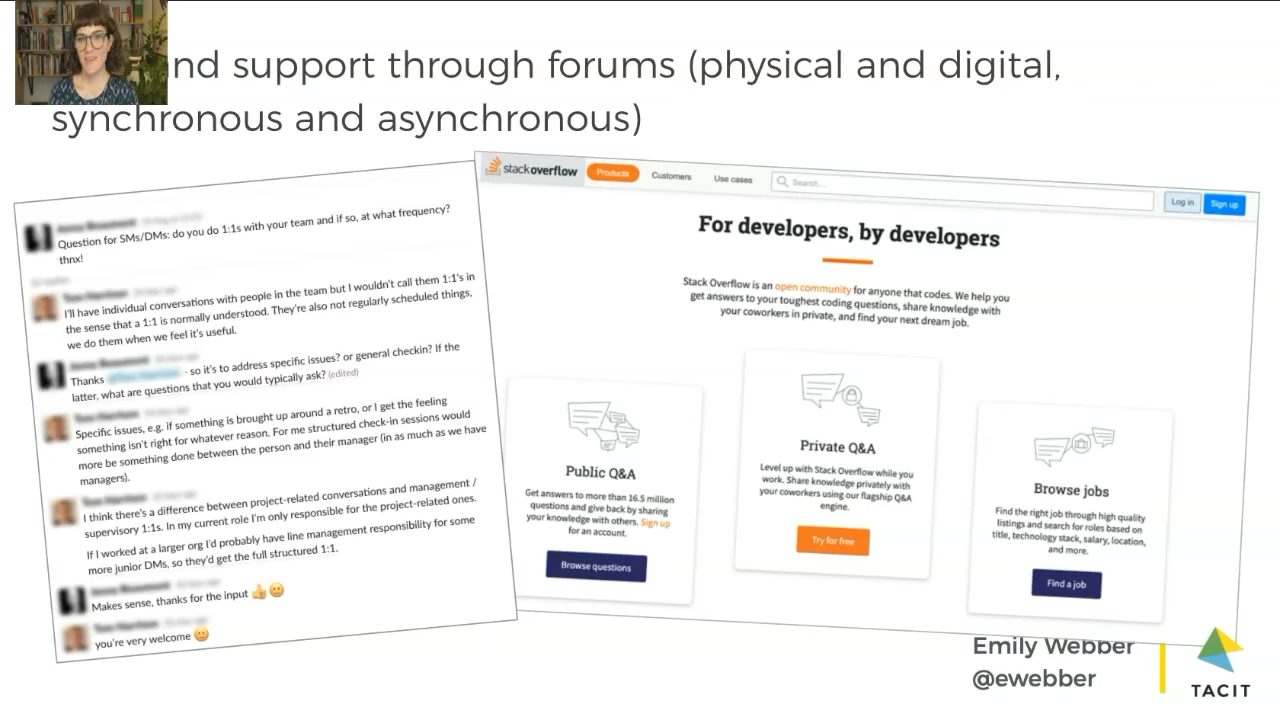 nd support through forums (physical and digital,
synchronous and asynchronous)
Question for SMs/DMs: do you do 1:1s with your team and if so, at what frequency?
thnx!
I'll have individual conversations with people in the team but I wouldn't call them 1:1's in
the sense that a 1:1 is normally understood. They're also not regularly scheduled things,
we do them when we feel it's useful.
Thanks - so it's to address specific issues? or general checkin? If the
latter, what are questions that you would typically ask? (edited)
Specific issues, e.g. if something is brought up around a retro, or I get the feeling
something isn't right for whatever reason. For me structured check-in sessions would
more be something done between the person and their manager (in as much as we have
managers).
I think there's a difference between project-related conversations and management /
supervisory 1:1s. In my current role I'm only responsible for the project-related ones.
If I worked at a larger org I'd probably have line management responsibility for some
more junior DMs, so they'd get the full structured 1:1.
Makes sense, thanks for the input 👍🙂
you're very welcome 🙂
stackoverflow Products Customers Use cases Search... Log in Sign up
For developers, by developers
Stack Overflow is an open community for anyone that codes. We help you
get answers to your toughest coding questions, share knowledge with
your coworkers in private, and find your next dream job.
Public Q&A
Get answers to more than 16.5 million
questions and give back by sharing
your knowledge with others. Sign up
for an account.
Browse questions
Private Q&A
Level up with Stack Overflow while you
work. Share knowledge privately with
your coworkers using our flagship Q&A
engine.
Try for free
Browse jobs
Find the right job through high quality
listings and search for roles based on
title, technology stack, salary, location,
and more.
Find a job
Emily Webber
@ewebber
TACIT